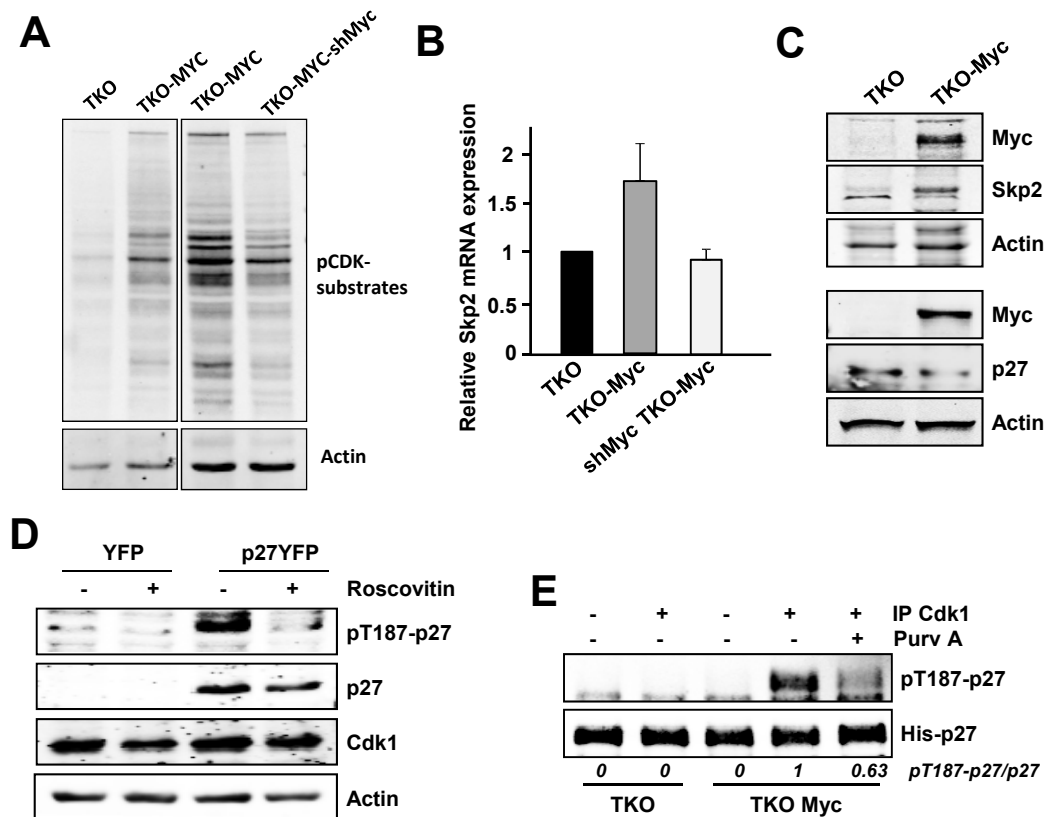 A
TKO
TKO-MYC
TKO-MYC
TKO-MYC-shMyc
pCDK-
substrates
Actin
B
Relative Skp2 mRNA expression
2
1.5
1
0.5
0
TKO
TKO-Myc
shMyc TKO-Myc
C
TKO
TKO-Myc
Myc
Skp2
Actin
Myc
p27
Actin
D
YFP p27YFP
- + - + Roscovitin
pT187-p27
p27
Cdk1
Actin
E
- + - + + IP Cdk1
- - - - + Purv A
pT187-p27
His-p27
0 0 0 1 0.63 pT187-p27/p27
TKO TKO Myc